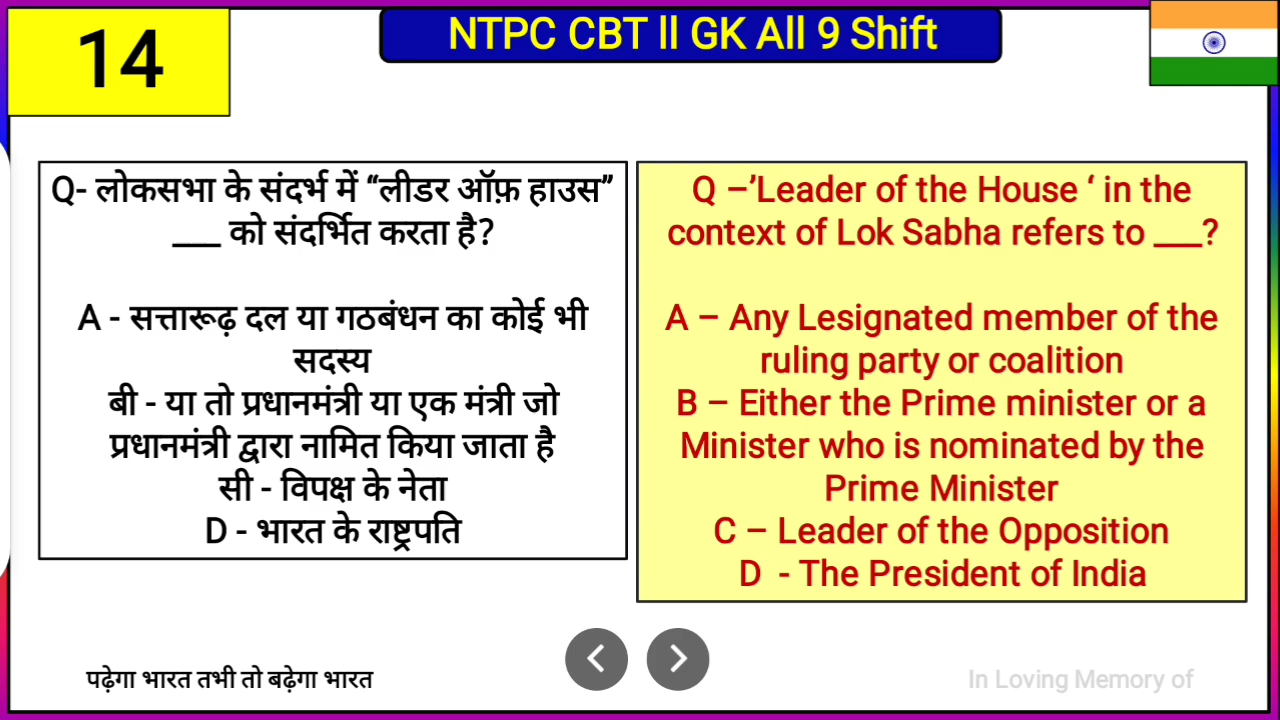 14
NTPC CBT ll GK All 9 Shift
Q- लोकसभा के संदर्भ में “लीडर ऑफ़ हाउस”
___ को संदर्भित करता है?
A - सत्तारूढ़ दल या गठबंधन का कोई भी
सदस्य
बी - या तो प्रधानमंत्री या एक मंत्री जो
प्रधानमंत्री द्वारा नामित किया जाता है
सी - विपक्ष के नेता
D - भारत के राष्ट्रपति
Q –’Leader of the House ‘ in the
context of Lok Sabha refers to ___?
A – Any Lesignated member of the
ruling party or coalition
B – Either the Prime minister or a
Minister who is nominated by the
Prime Minister
C – Leader of the Opposition
D - The President of India
पढ़ेगा भारत तभी तो बढ़ेगा भारत
In Loving Memory of